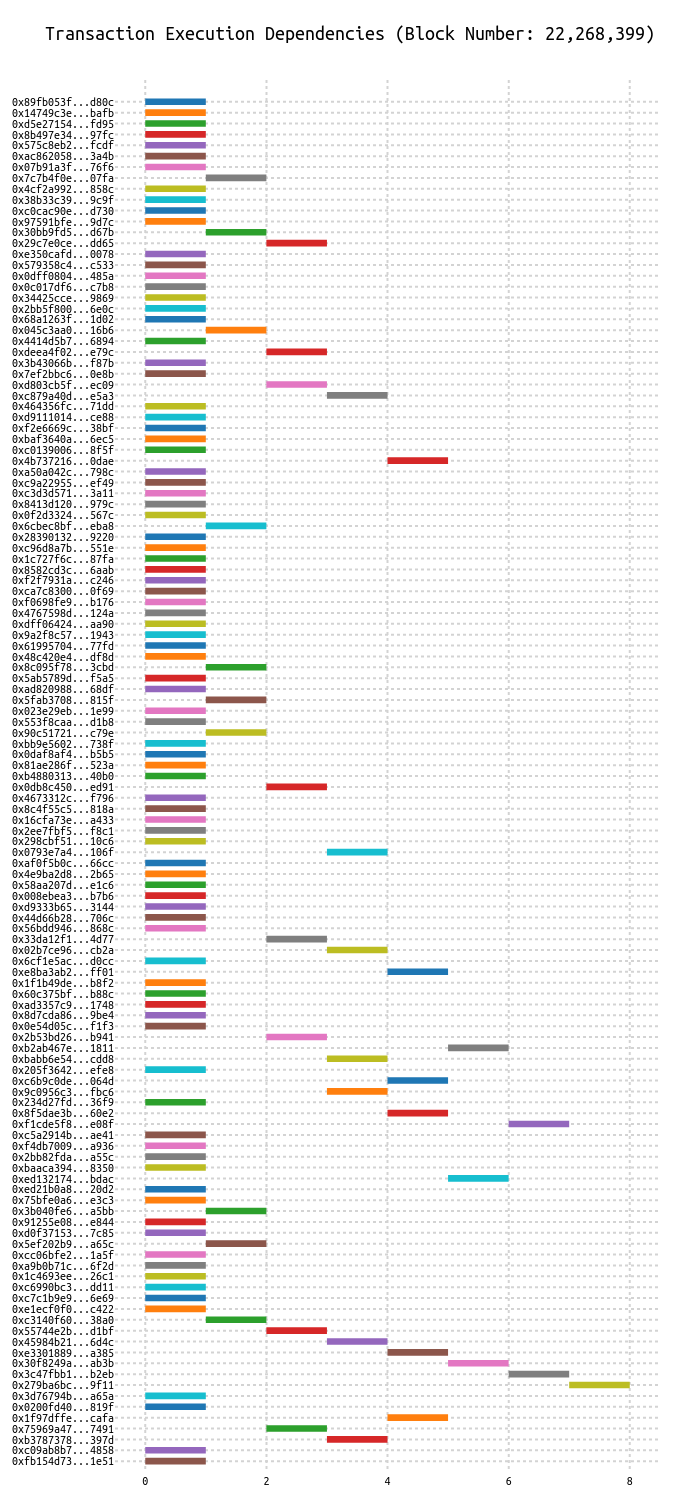 Transaction Execution Dependencies (Block Number: 22,268,399)
0x89fb053f...d80c
0x14749c3e...bafb
0xd5e27154...fd95
0x8b497e34...97fc
0x575c8eb2...fcdf
0xac862058...3a4b
0x07b91a3f...76f6
0x7c7b4f0e...07fa
0x4cf2a992...858c
0x38b33c39...9c9f
0xc0cac90e...d730
0x97591bfe...9d7c
0x30bb9fd5...d67b
0x29c7e0ce...dd65
0xe350cafd...0078
0x579358c4...c533
0x0dff0804...485a
0x0c017df6...c7b8
0x34425cce...9869
0x2bb5f800...6e0c
0x68a1263f...1d02
0x045c3aa0...16b6
0x4414d5b7...6894
0xdeea4f02...e79c
0x3b43066b...f87b
0x7ef2bbc6...0e8b
0xd803cb5f...ec09
0xc879a40d...e5a3
0x464356fc...71dd
0xd9111014...ce88
0xf2e6669c...38bf
0xbaf3640a...6ec5
0xc0139006...8f5f
0x4b737216...0dae
0xa50a042c...798c
0xc9a22955...ef49
0xc3d3d571...3a11
0x8413d120...979c
0x0f2d3324...567c
0x6cbec8bf...eba8
0x28390132...9220
0xc96d8a7b...551e
0x1c727f6c...87fa
0x8582cd3c...6aab
0xf2f7931a...c246
0xca7c8300...0f69
0xf0698fe9...b176
0x4767598d...124a
0xdff06424...aa90
0x9a2f8c57...1943
0x61995704...77fd
0x48c420e4...df8d
0x8c095f78...3cbd
0x5ab5789d...f5a5
0xad820988...68df
0x5fab3708...815f
0x023e29eb...1e99
0x553f8caa...d1b8
0x90c51721...c79e
0xbb9e5602...738f
0x0daf8af4...b5b5
0x81ae286f...523a
0xb4880313...40b0
0x0db8c450...ed91
0x4673312c...f796
0x8c4f55c5...818a
0x16cfa73e...a433
0x2ee7fbf5...f8c1
0x298cbf51...10c6
0x0793e7a4...106f
0xaf0f5b0c...66cc
0x4e9ba2d8...2b65
0x58aa207d...e1c6
0x008ebea3...b7b6
0xd9333b65...3144
0x44d66b28...706c
0x56bdd946...868c
0x33da12f1...4d77
0x02b7ce96...cb2a
0x6cf1e5ac...d0cc
0xe8ba3ab2...ff01
0x1f1b49de...b8f2
0x60c375bf...b88c
0xad3357c9...1748
0x8d7cda86...9be4
0x0e54d05c...f1f3
0x2b53bd26...b941
0xb2ab467e...1811
0xbabb6e54...cdd8
0x205f3642...efe8
0xc6b9c0de...064d
0x9c0956c3...fbc6
0x234d27fd...36f9
0x8f5dae3b...60e2
0xf1cde5f8...e08f
0xc5a2914b...ae41
0xf4db7009...a936
0x2bb82fda...a55c
0xbaaca394...8350
0xed132174...bdac
0xed21b0a8...20d2
0x75bfe0a6...e3c3
0x3b040fe6...a5bb
0x91255e08...e844
0xd0f37153...7c85
0x5ef202b9...a65c
0xcc06bfe2...1a5f
0xa9b0b71c...6f2d
0x1c4693ee...26c1
0xc6990bc3...dd11
0xc7c1b9e9...6e69
0xe1ecf0f0...c422
0xc3140f60...38a0
0x55744e2b...d1bf
0x45984b21...6d4c
0xe3301889...a385
0x30f8249a...ab3b
0x3c47fbb1...b2eb
0x279ba6bc...9f11
0x3d76794b...a65a
0x0200fd40...819f
0x1f97dffe...cafa
0x75969a47...7491
0xb3787378...397d
0xc09ab8b7...4858
0xfb154d73...1e51
0 2 4 6 8